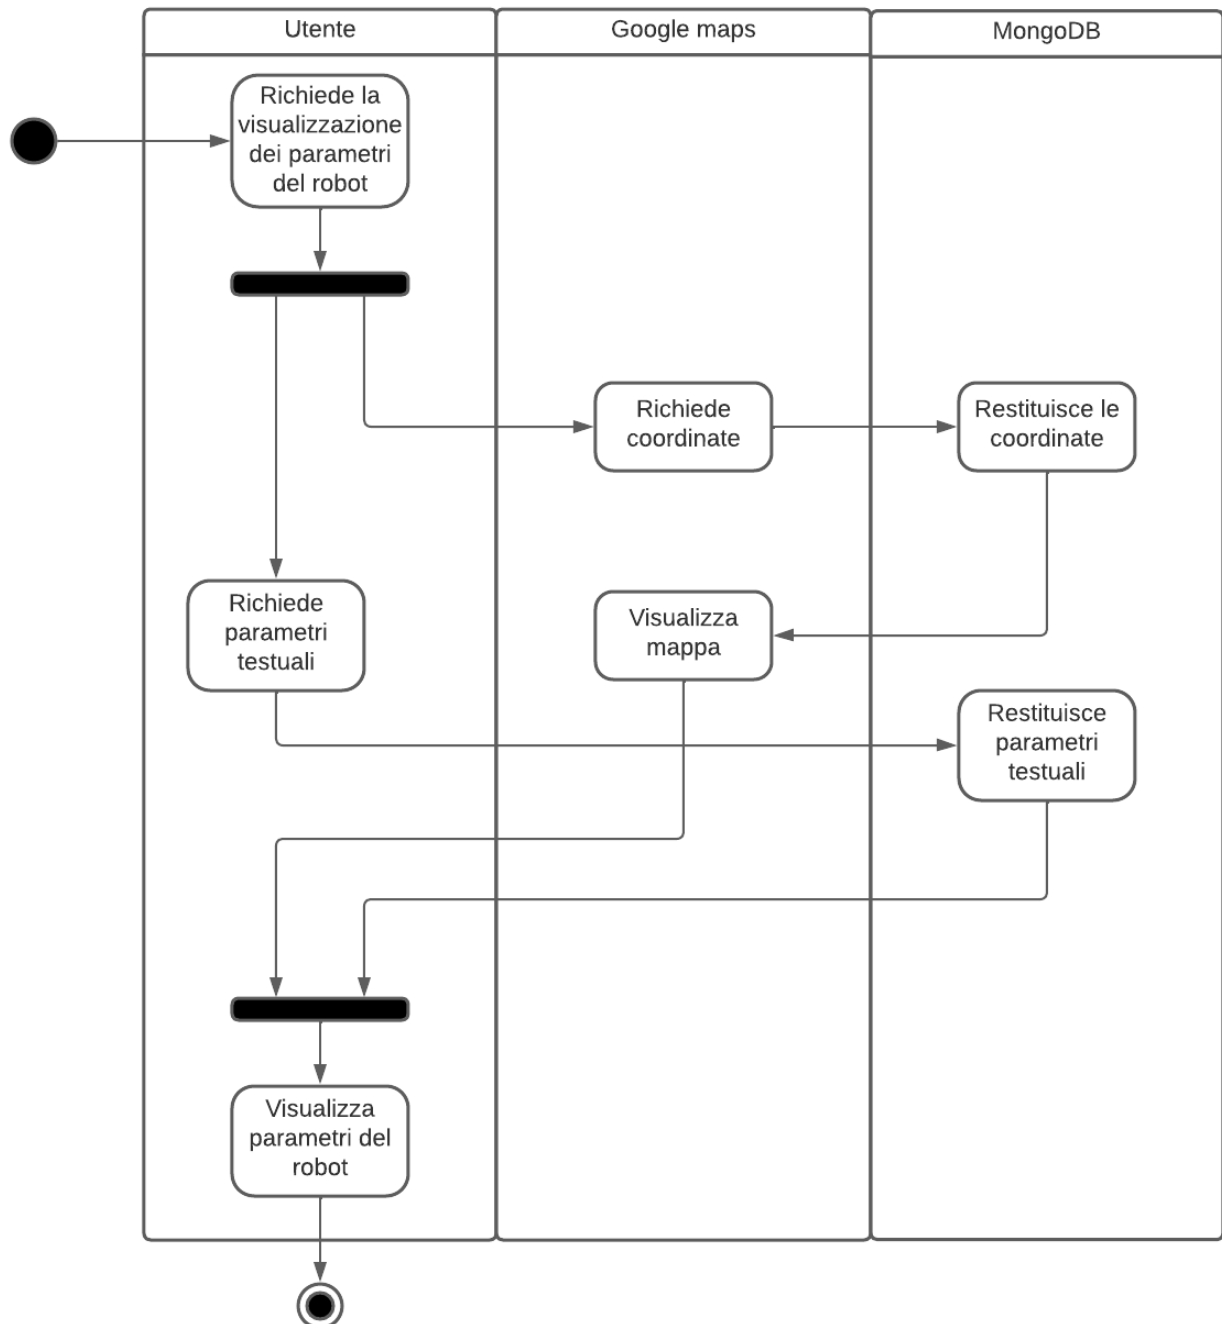 Utente
Google maps
MongoDB
Richiede la
visualizzazione
dei parametri
del robot
Richiede
coordinate
Restituisce le
coordinate
Richiede
parametri
testuali
Visualizza
mappa
Restituisce
parametri
testuali
Visualizza
parametri del
robot